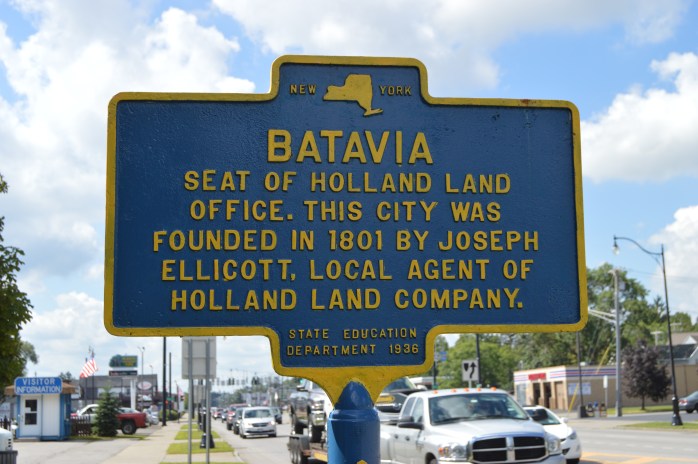 NEW YORK
BATAVIA
SEAT OF HOLLAND LAND
OFFICE. THIS CITY WAS
FOUNDED IN 1801 BY JOSEPH
ELLICOTT, LOCAL AGENT OF
HOLLAND LAND COMPANY.
STATE EDUCATION
DEPARTMENT 1936
VISITOR
INFORMATION